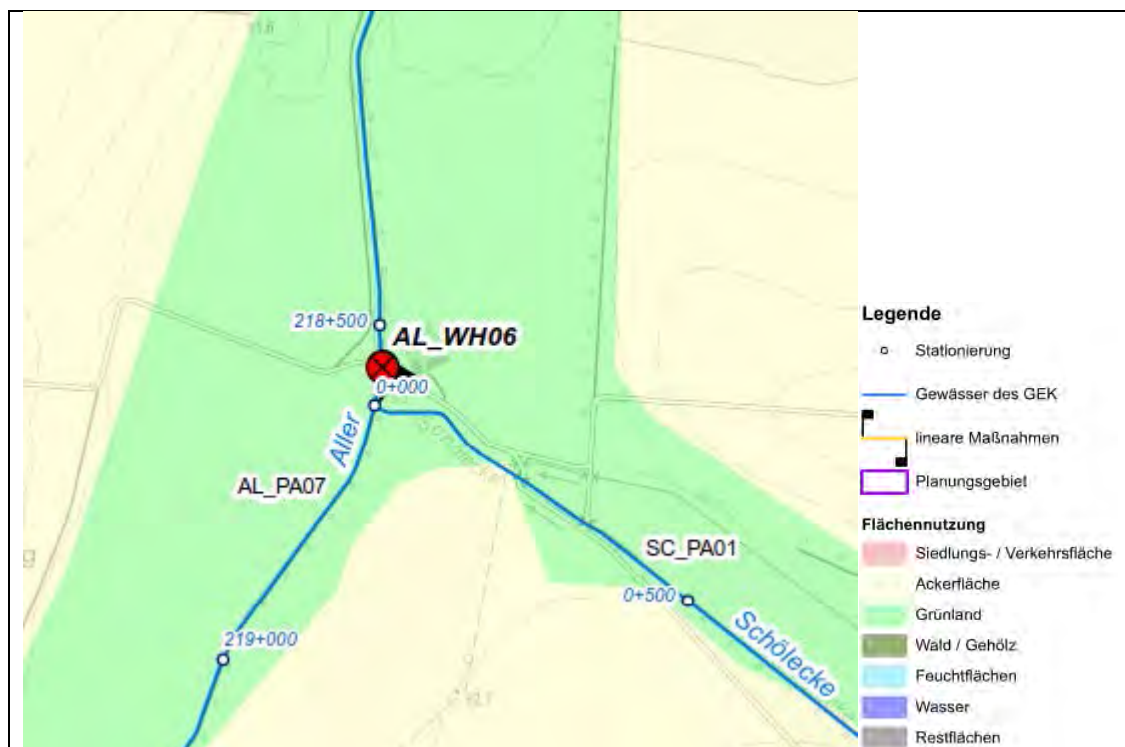 218+500
AL_WH06
0+000
Aller
AL_PA07
SC_PA01
0+500
Schölecke
219+000
Legende
Stationierung
Gewässer des GEK
lineare Maßnahmen
Planungsgebiet
Flächennutzung
Siedlungs- / Verkehrsfläche
Ackerfläche
Grünland
Wald / Gehölz
Feuchtflächen
Wasser
Restflächen